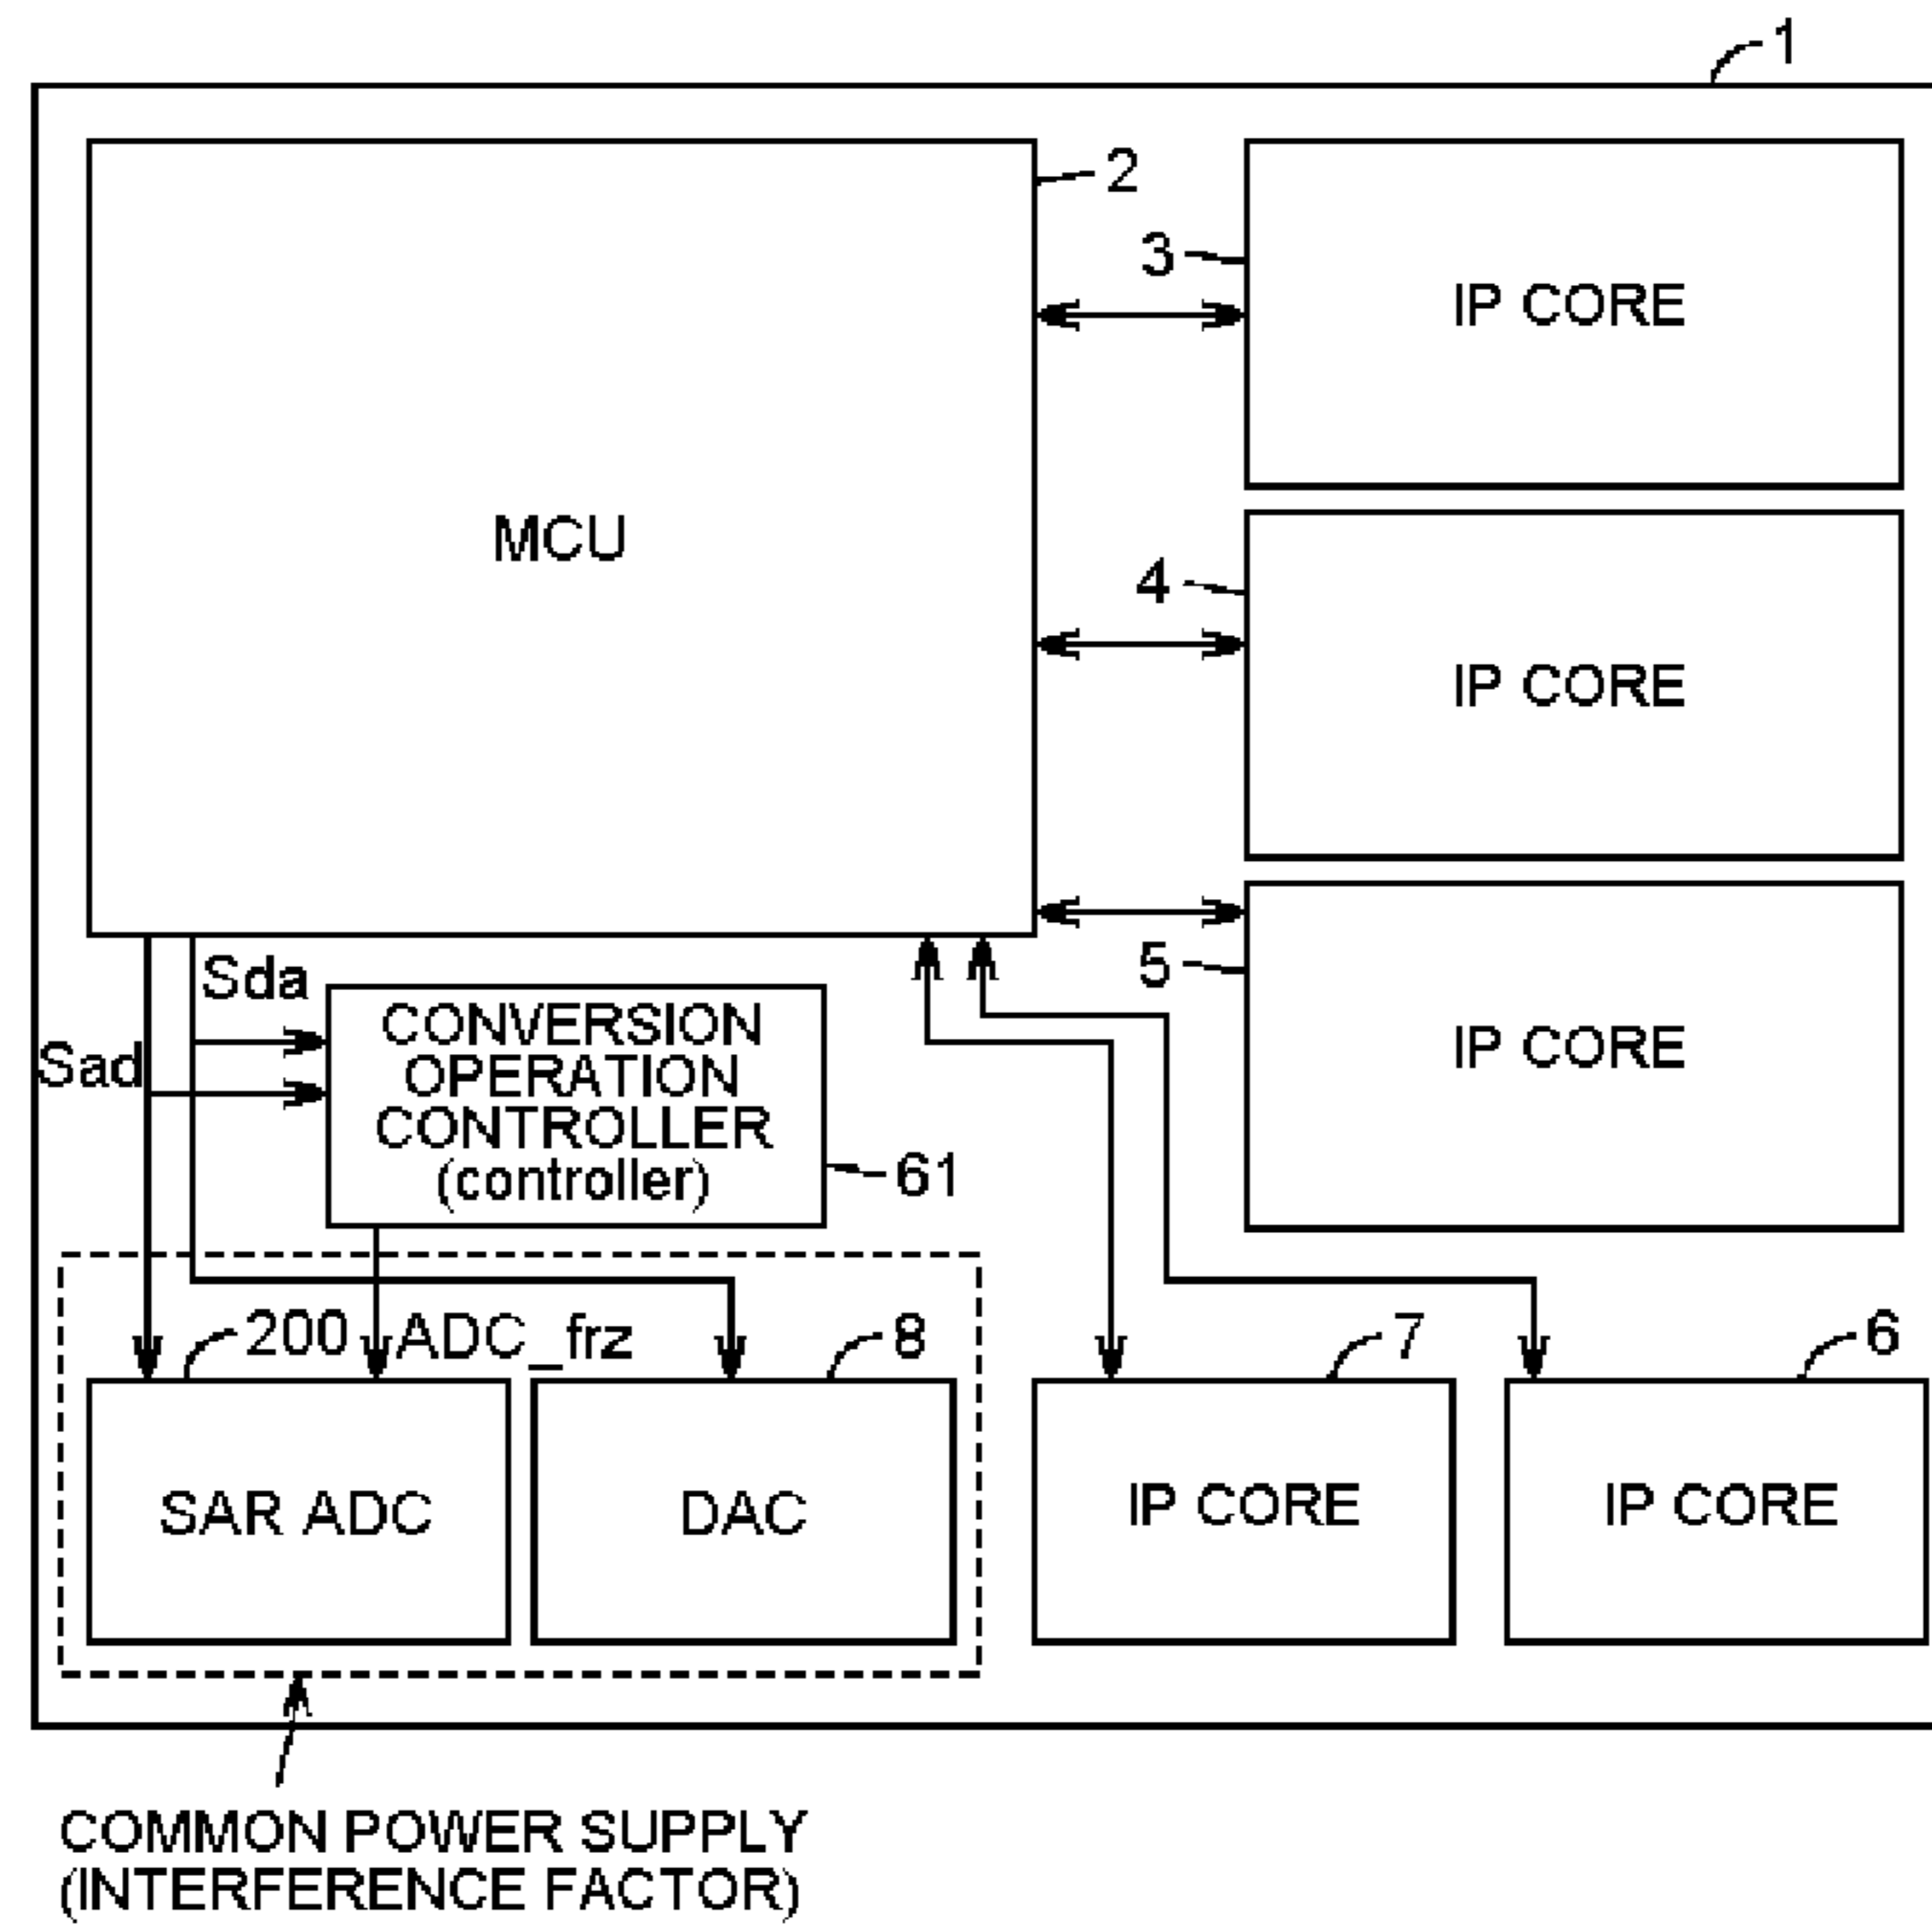 1
2
3
IP CORE
MCU
4
IP CORE
5
IP CORE
Sda
Sad
CONVERSION
OPERATION
CONTROLLER
(controller)
61
200
ADC_frz
8
7
6
SAR ADC
DAC
IP CORE
IP CORE
COMMON POWER SUPPLY
(INTERFERENCE FACTOR)